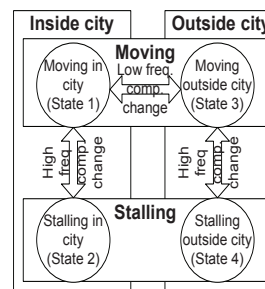 Inside city
Outside city
Moving
Moving in
city
(State 1)
Low freq.
comp.
change
Moving
outside city
(State 3)
High
freq.
comp.
change
High
freq.
comp.
change
Stalling
Stalling in
city
(State 2)
Stalling
outside city
(State 4)